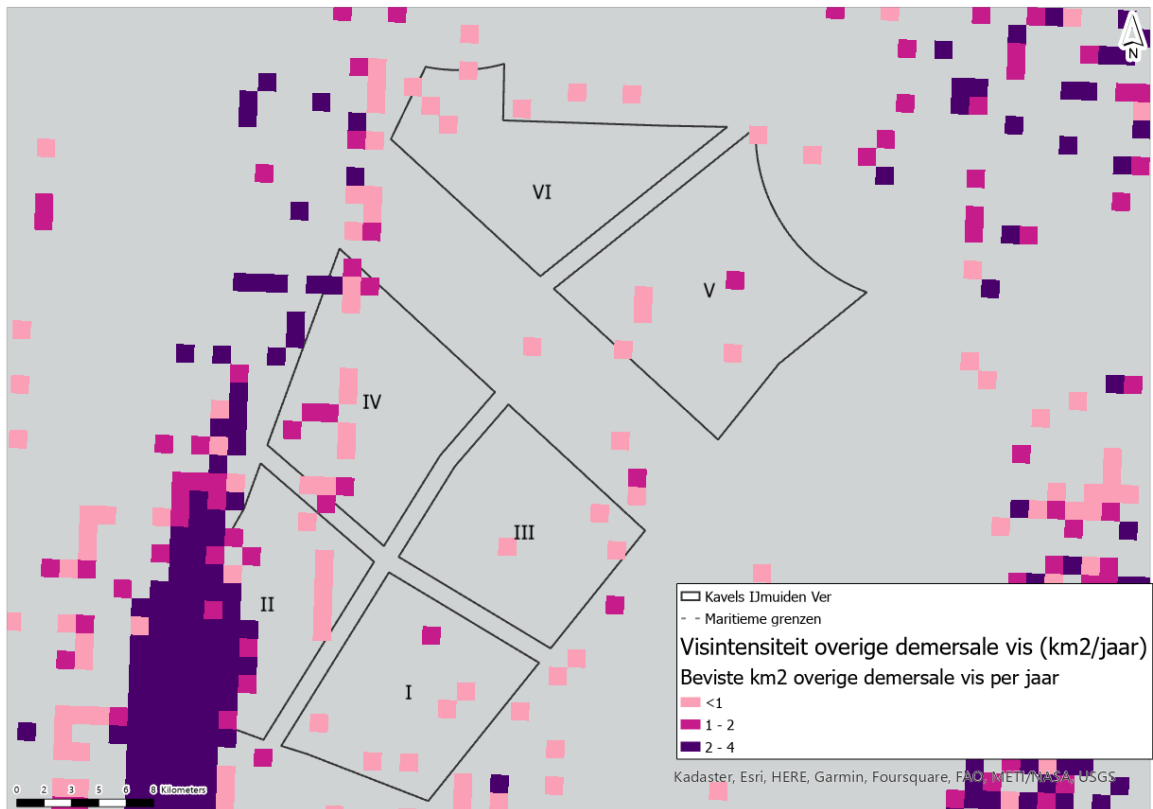 N
VI
V
IV
III
II
I
Kavels IJmuiden Ver
Maritieme grenzen
Visintensiteit overige demersale vis (km2/jaar)
Beviste km2 overige demersale vis per jaar
<1
1 - 2
2 - 4
Kadaster, Esri, HERE, Garmin, Foursquare, FAO, METI/NASA, USGS
0 2 3 5 6 8 Kilometers